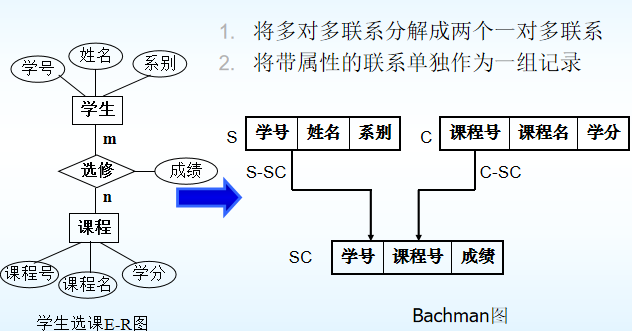 1. 将多对多联系分解成两个一对多联系
2. 将带属性的联系单独作为一组记录
学号
姓名
系别
学生
m
选修
成绩
n
课程
课程号
课程名
学分
学生选课E-R图
S
学号 姓名 系别
C
课程号 课程名 学分
S-SC
C-SC
SC
学号 课程号 成绩
Bachman图